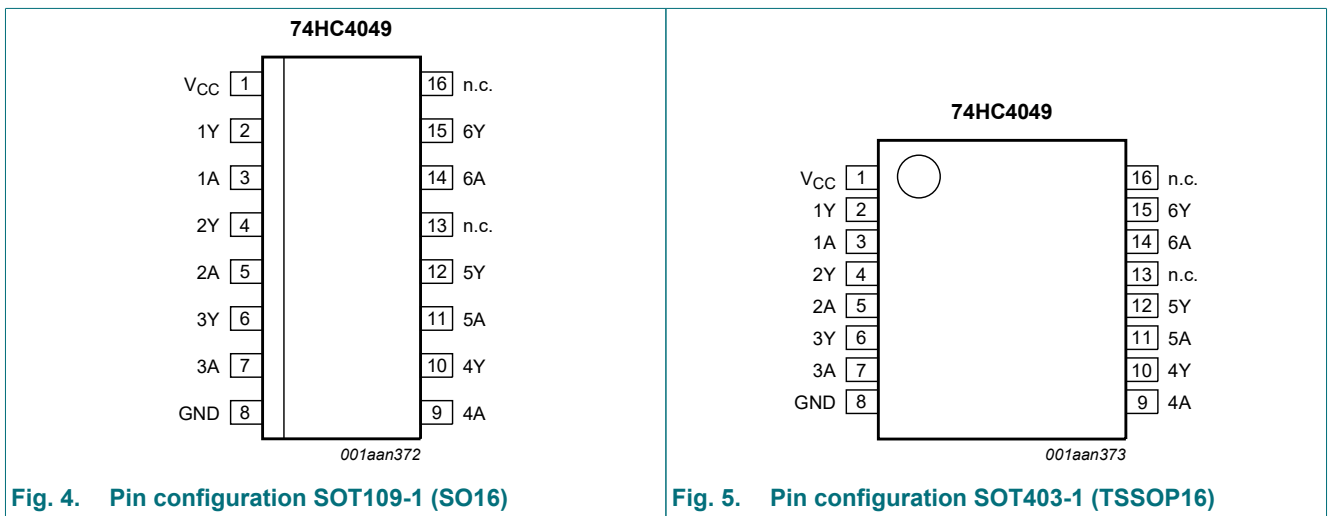 74HC4049
VCC 1 16 n.c.
1Y 2 15 6Y
1A 3 14 6A
2Y 4 13 n.c.
2A 5 12 5Y
3Y 6 11 5A
3A 7 10 4Y
GND 8 9 4A
001aan372
Fig. 4. Pin configuration SOT109-1 (SO16)
74HC4049
VCC 1 16 n.c.
1Y 2 15 6Y
1A 3 14 6A
2Y 4 13 n.c.
2A 5 12 5Y
3Y 6 11 5A
3A 7 10 4Y
GND 8 9 4A
001aan373
Fig. 5. Pin configuration SOT403-1 (TSSOP16)